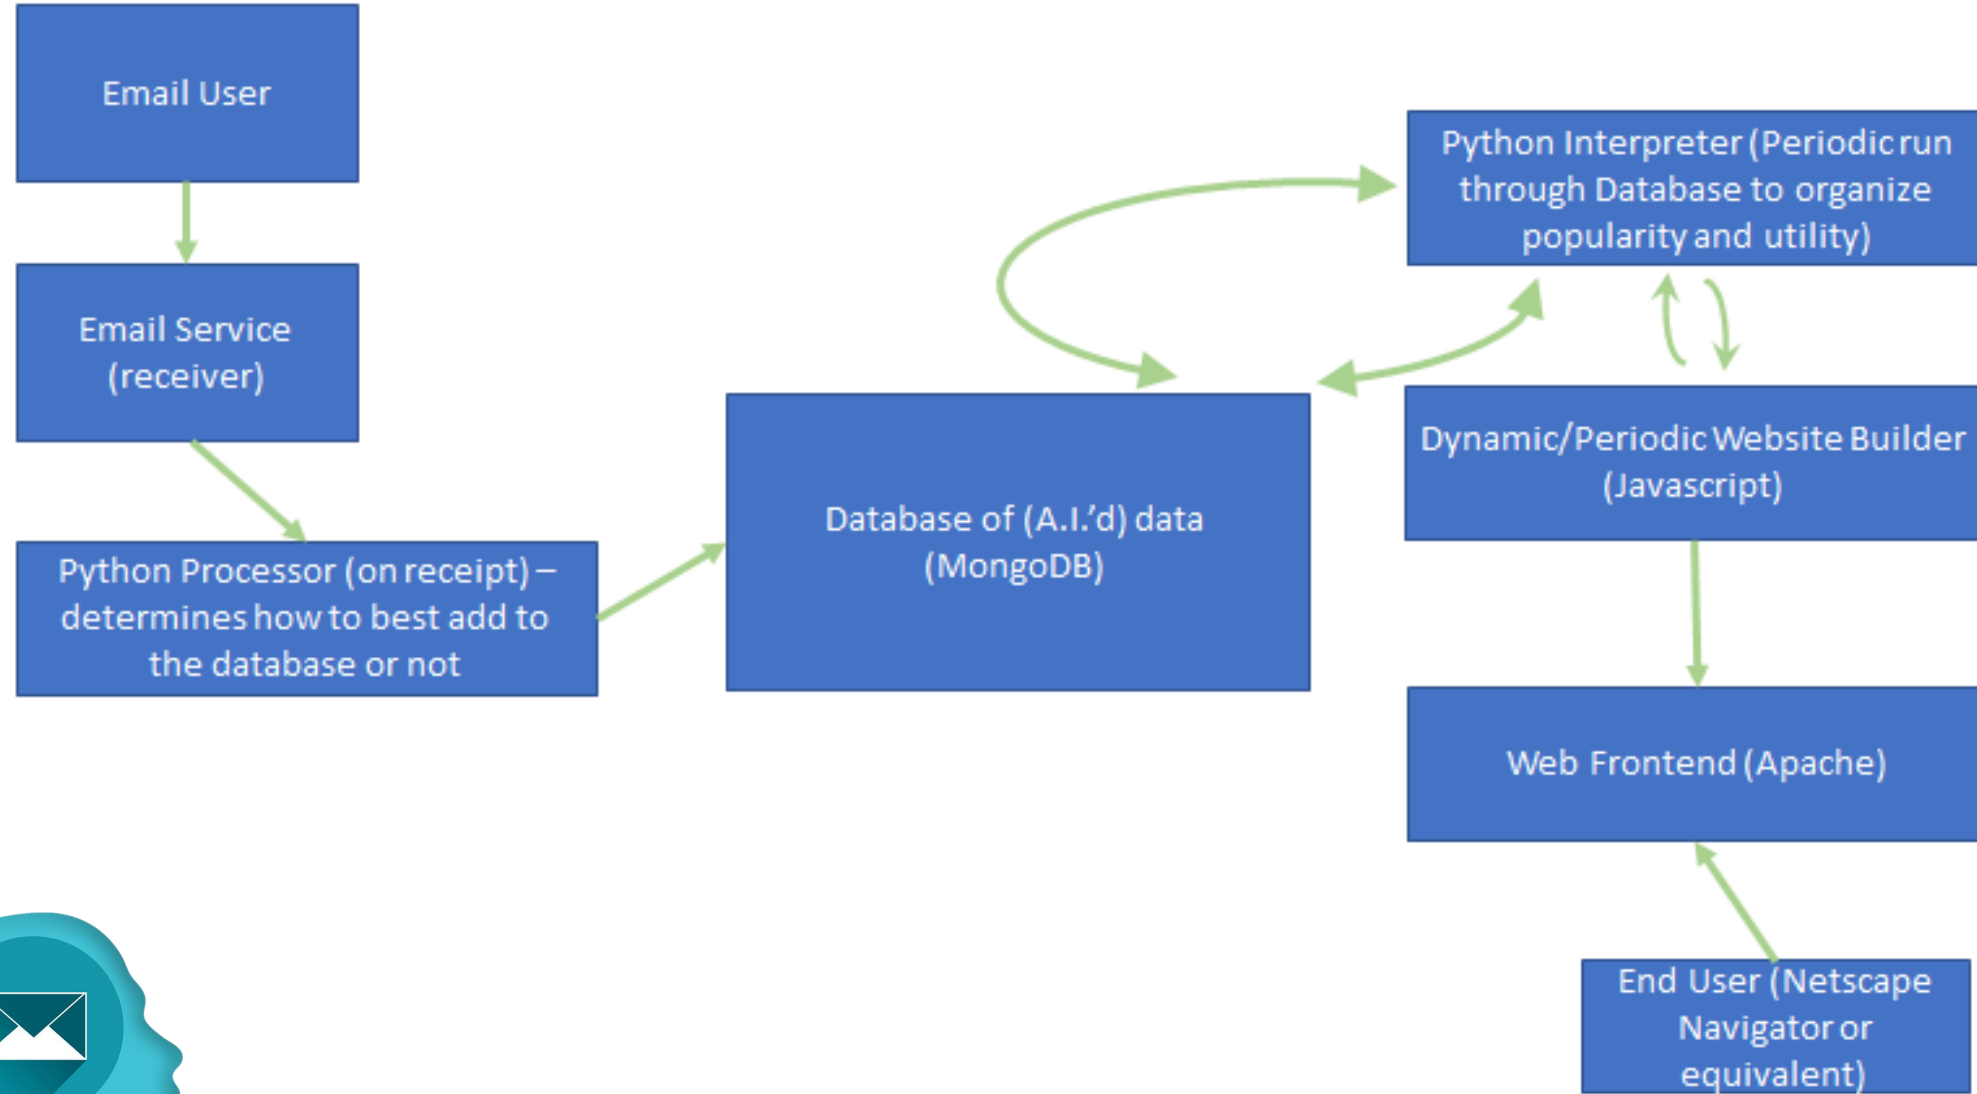 Email User
Email Service
(receiver)
Python Processor (on receipt) –
determines how to best add to
the database or not
Database of (A.I.'d) data
(MongoDB)
Python Interpreter (Periodic run
through Database to organize
popularity and utility)
Dynamic/Periodic Website Builder
(Javascript)
Web Frontend (Apache)
End User (Netscape
Navigator or
equivalent)